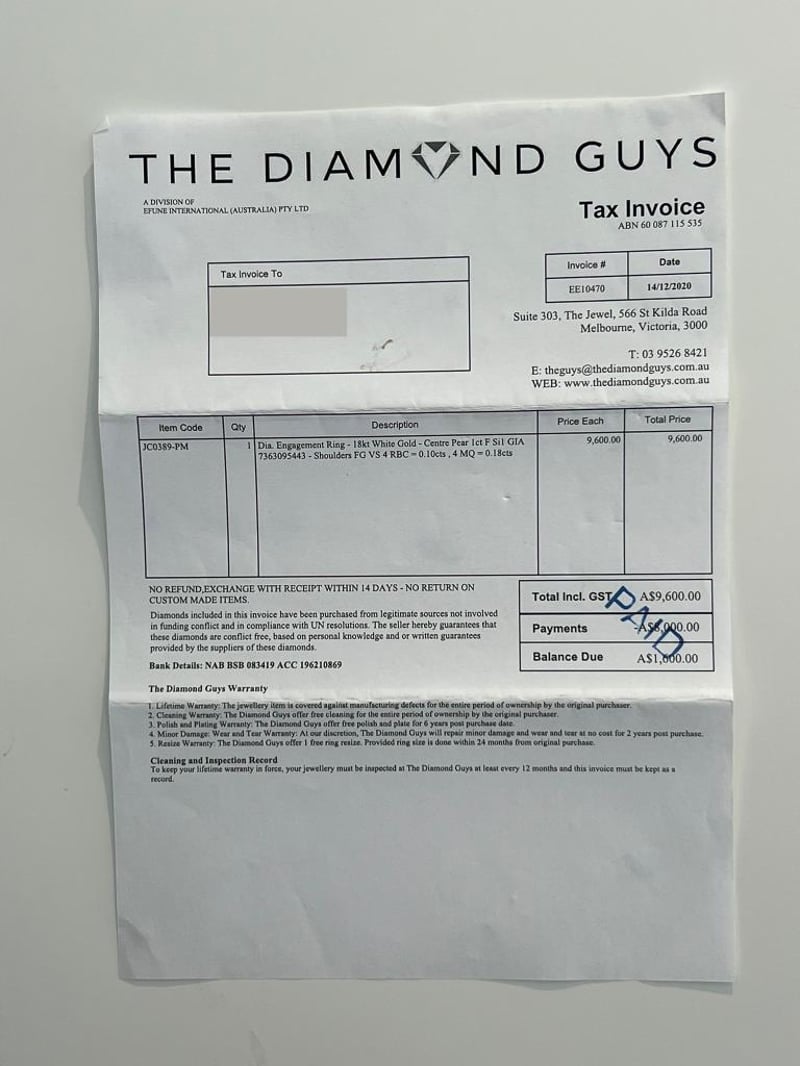 THE DIAMOND GUYS
A DIVISION OF
EFUNE INTERNATIONAL (AUSTRALIA) PTY LTD
Tax Invoice
ABN 60 087 115 535
Tax Invoice To
Invoice # Date
EE10470 14/12/2020
Suite 303, The Jewel, 566 St Kilda Road
Melbourne, Victoria, 3000
T: 03 9526 8421
E: theguys@thediamondguys.com.au
WEB: www.thediamondguys.com.au
Item Code Qty Description Price Each Total Price
JC0389-PM 1 Dia. Engagement Ring - 18kt White Gold - Centre Pear 1ct F Si1 GIA 9,600.00 9,600.00
7363095443 - Shoulders FG VS 4 RBC = 0.10cts , 4 MQ = 0.18cts
NO REFUND,EXCHANGE WITH RECEIPT WITHIN 14 DAYS - NO RETURN ON
CUSTOM MADE ITEMS.
Diamonds included in this invoice have been purchased from legitimate sources not involved
in funding conflict and in compliance with UN resolutions. The seller hereby guarantees that
these diamonds are conflict free, based on personal knowledge and or written guarantees
provided by the suppliers of these diamonds.
Bank Details: NAB BSB 083419 ACC 196210869
Total Incl. GST A$9,600.00
Payments
Balance Due
PAID
The Diamond Guys Warranty
1. Lifetime Warranty: The jewellery item is covered against manufacturing defects for the entire period of ownership by the original purchaser.
2. Cleaning Warranty: The Diamond Guys offer free cleaning for the entire period of ownership by the original purchaser.
3. Polish and Plating Warranty: The Diamond Guys offer free polish and plate for 6 years post purchase date.
4. Minor Damage: Wear and Tear Warranty: At our discretion, The Diamond Guys will repair minor damage and wear and tear at no cost for 2 years post purchase.
5. Resize Warranty: The Diamond Guys offer 1 free ring resize. Provided ring size is done within 24 months from original purchase.
Cleaning and Inspection Record
To keep your lifetime warranty in force, your jewellery must be inspected at The Diamond Guys at least every 12 months and this invoice must be kept as a
record.